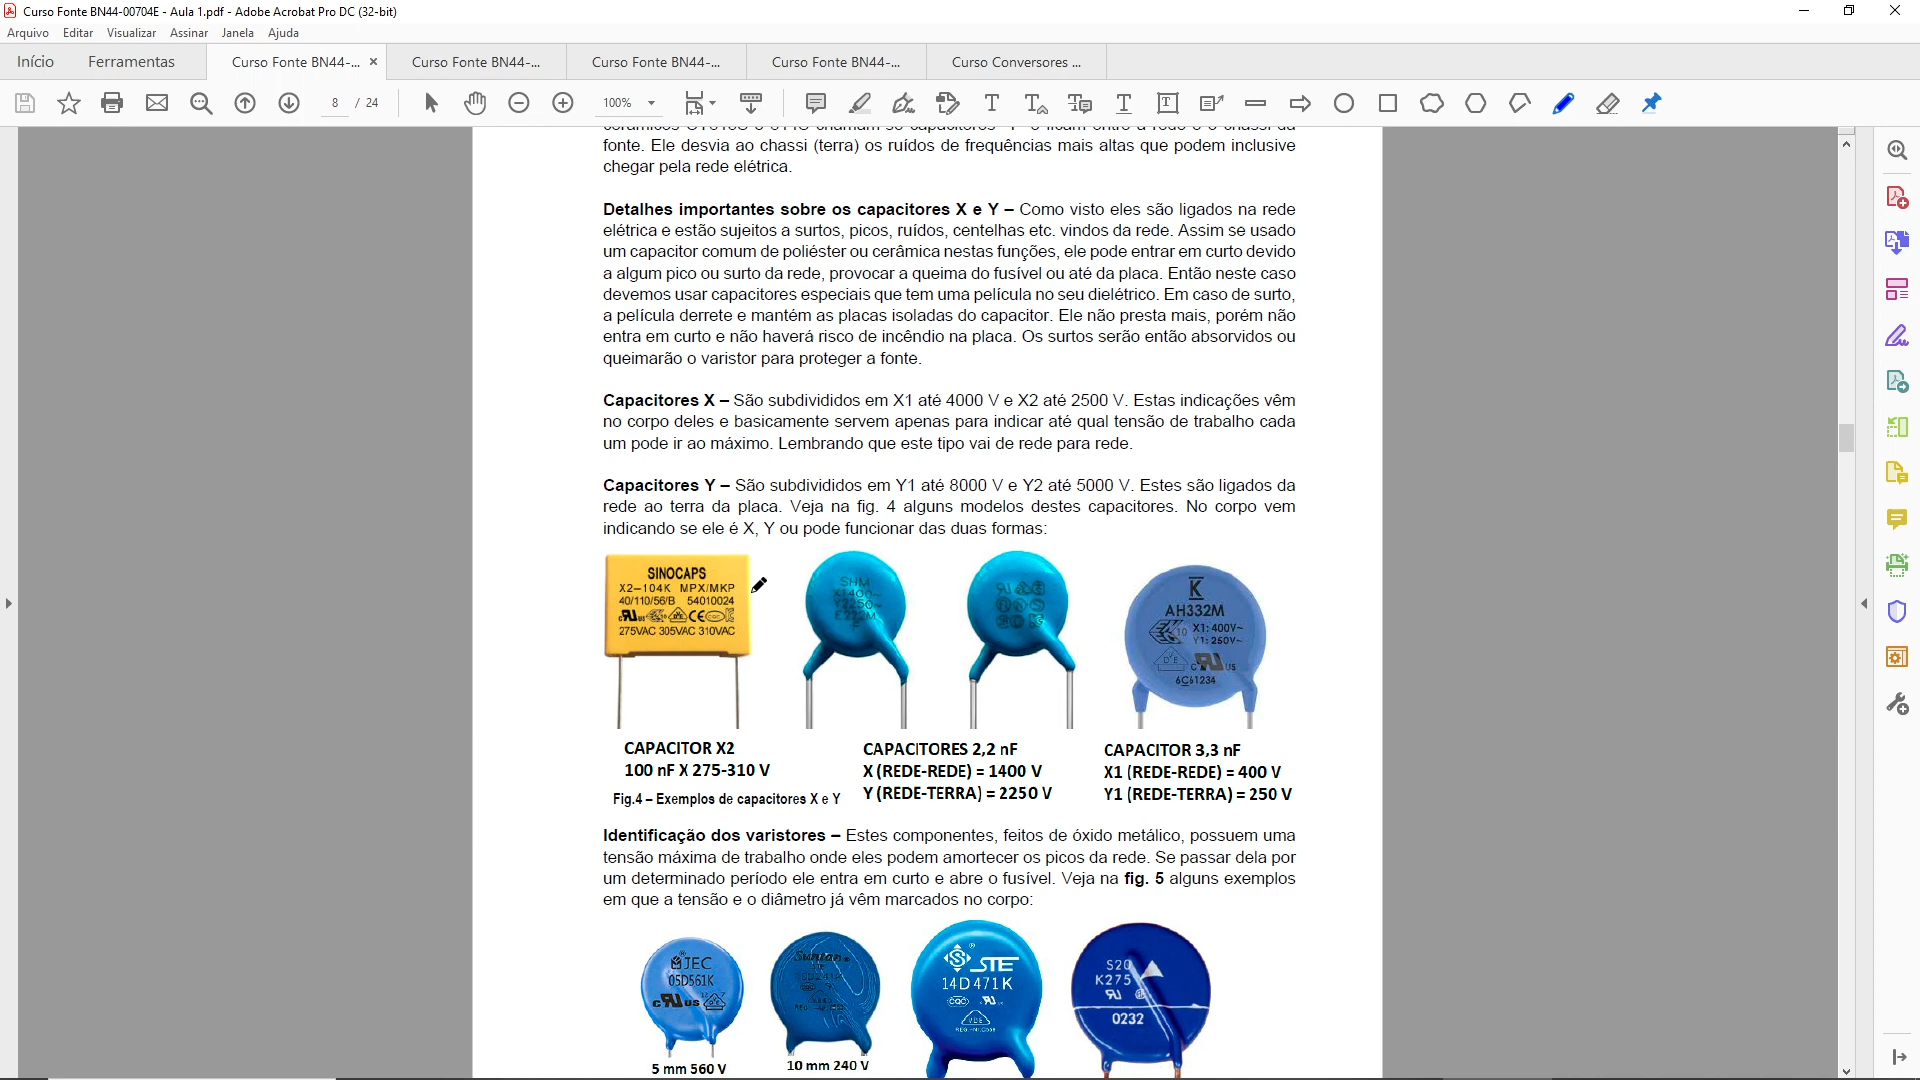 Curso Fonte BN44-00704E - Aula 1.pdf - Adobe Acrobat Pro DC (32-bit)
Arquivo Editar Visualizar Assinar Janela Ajuda
Início Ferramentas Curso Fonte BN44-... × Curso Fonte BN44-... Curso Fonte BN44-... Curso Fonte BN44-... Curso Conversores ...
8 / 24 100%
fonte. Ele desvia ao chassi (terra) os ruídos de frequências mais altas que podem inclusive
chegar pela rede elétrica.
Detalhes importantes sobre os capacitores X e Y – Como visto eles são ligados na rede
elétrica e estão sujeitos a surtos, picos, ruídos, centelhas etc. vindos da rede. Assim se usado
um capacitor comum de poliéster ou cerâmica nestas funções, ele pode entrar em curto devido
a algum pico ou surto da rede, provocar a queima do fusível ou até da placa. Então neste caso
devemos usar capacitores especiais que tem uma película no seu dielétrico. Em caso de surto,
a película derrete e mantém as placas isoladas do capacitor. Ele não presta mais, porém não
entra em curto e não haverá risco de incêndio na placa. Os surtos serão então absorvidos ou
queimarão o varistor para proteger a fonte.
Capacitores X – São subdivididos em X1 até 4000 V e X2 até 2500 V. Estas indicações vêm
no corpo deles e basicamente servem apenas para indicar até qual tensão de trabalho cada
um pode ir ao máximo. Lembrando que este tipo vai de rede para rede.
Capacitores Y – São subdivididos em Y1 até 8000 V e Y2 até 5000 V. Estes são ligados da
rede ao terra da placa. Veja na fig. 4 alguns modelos destes capacitores. No corpo vem
indicando se ele é X, Y ou pode funcionar das duas formas:
SINOCAPS
X2-104K MPX/MKP
40/110/56/B 54010024
275VAC 305VAC 310VAC
SHM
X1400~
Y2250~
E222M
AH332M
10 X1: 400V~
Y1: 250V~
6C61234
CAPACITOR X2
100 nF X 275-310 V
CAPACITORES 2,2 nF
X (REDE-REDE) = 1400 V
Y (REDE-TERRA) = 2250 V
CAPACITOR 3,3 nF
X1 (REDE-REDE) = 400 V
Y1 (REDE-TERRA) = 250 V
Fig.4 – Exemplos de capacitores X e Y
Identificação dos varistores – Estes componentes, feitos de óxido metálico, possuem uma
tensão máxima de trabalho onde eles podem amortecer os picos da rede. Se passar dela por
um determinado período ele entra em curto e abre o fusível. Veja na fig. 5 alguns exemplos
em que a tensão e o diâmetro já vêm marcados no corpo:
JEC
05D561K
Suntan
STE
14D471K
S20
K275
0232
5 mm 560 V
10 mm 240 V